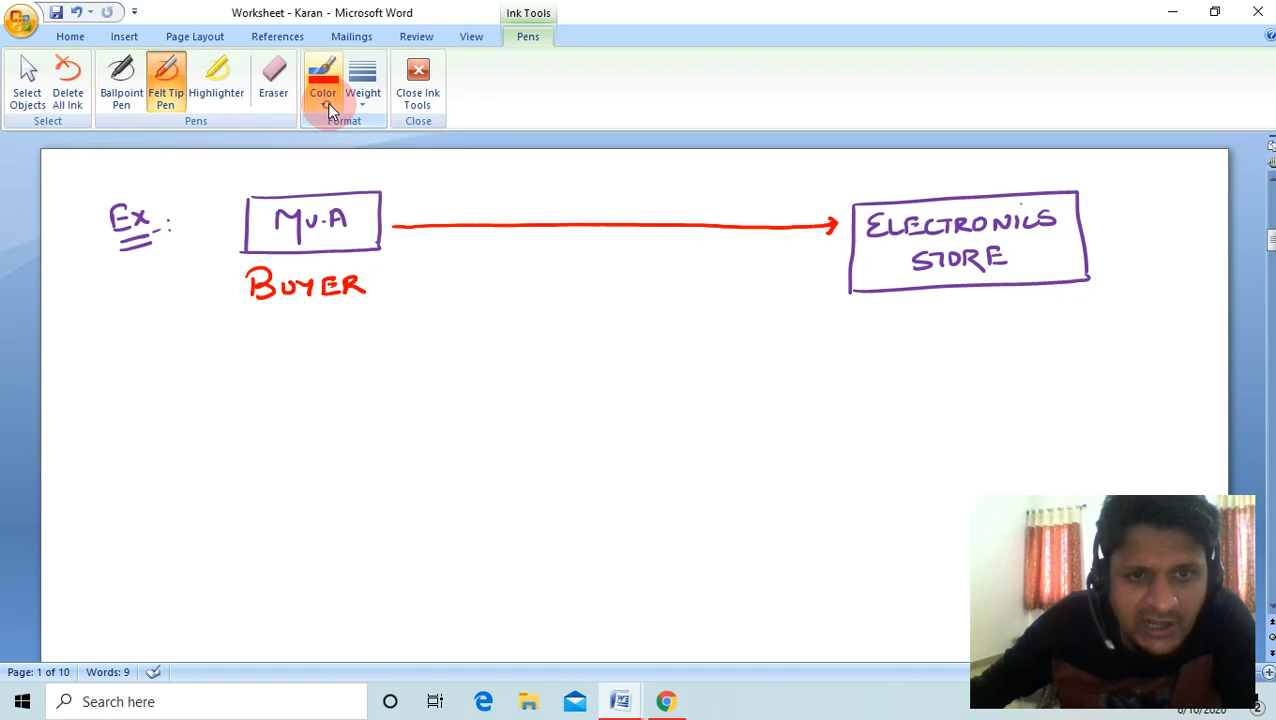 Worksheet - Karan - Microsoft Word
Ink Tools
Home
Insert
Page Layout
References
Mailings
Review
View
Pens
Select Objects
Delete All Ink
Ballpoint Pen
Felt Tip Pen
Highlighter
Eraser
Color
Weight
Close Ink Tools
Select
Pens
Format
Close
Ex :
Mr.A
ELECTRONICS
STORE
BUYER
Page: 1 of 10
Words: 9
Search here
2